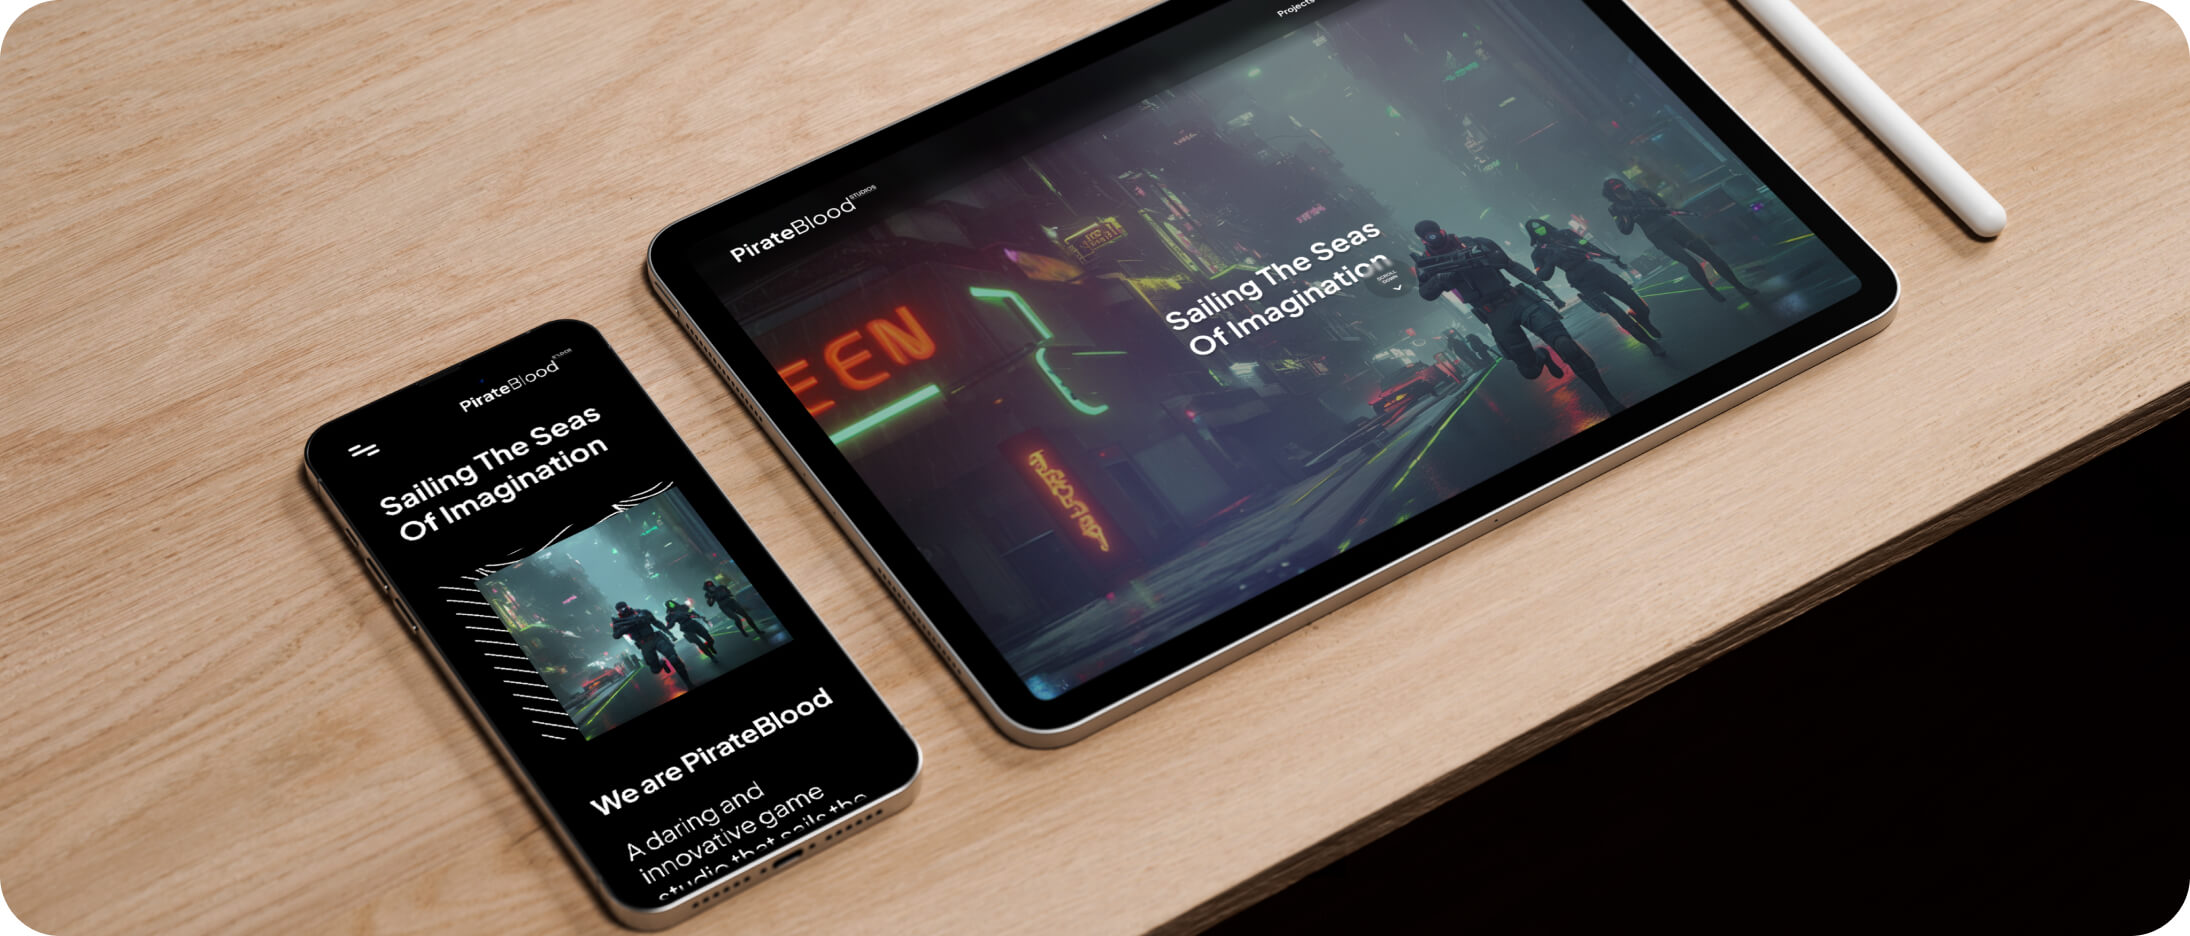 Projects
PirateBlood STUDIOS
Sailing The Seas
Of Imagination
SCROLL
DOWN
EEN
PirateBlood STUDIOS
Sailing The Seas
Of Imagination
We are PirateBlood
A daring and
innovative game
studio that sails the